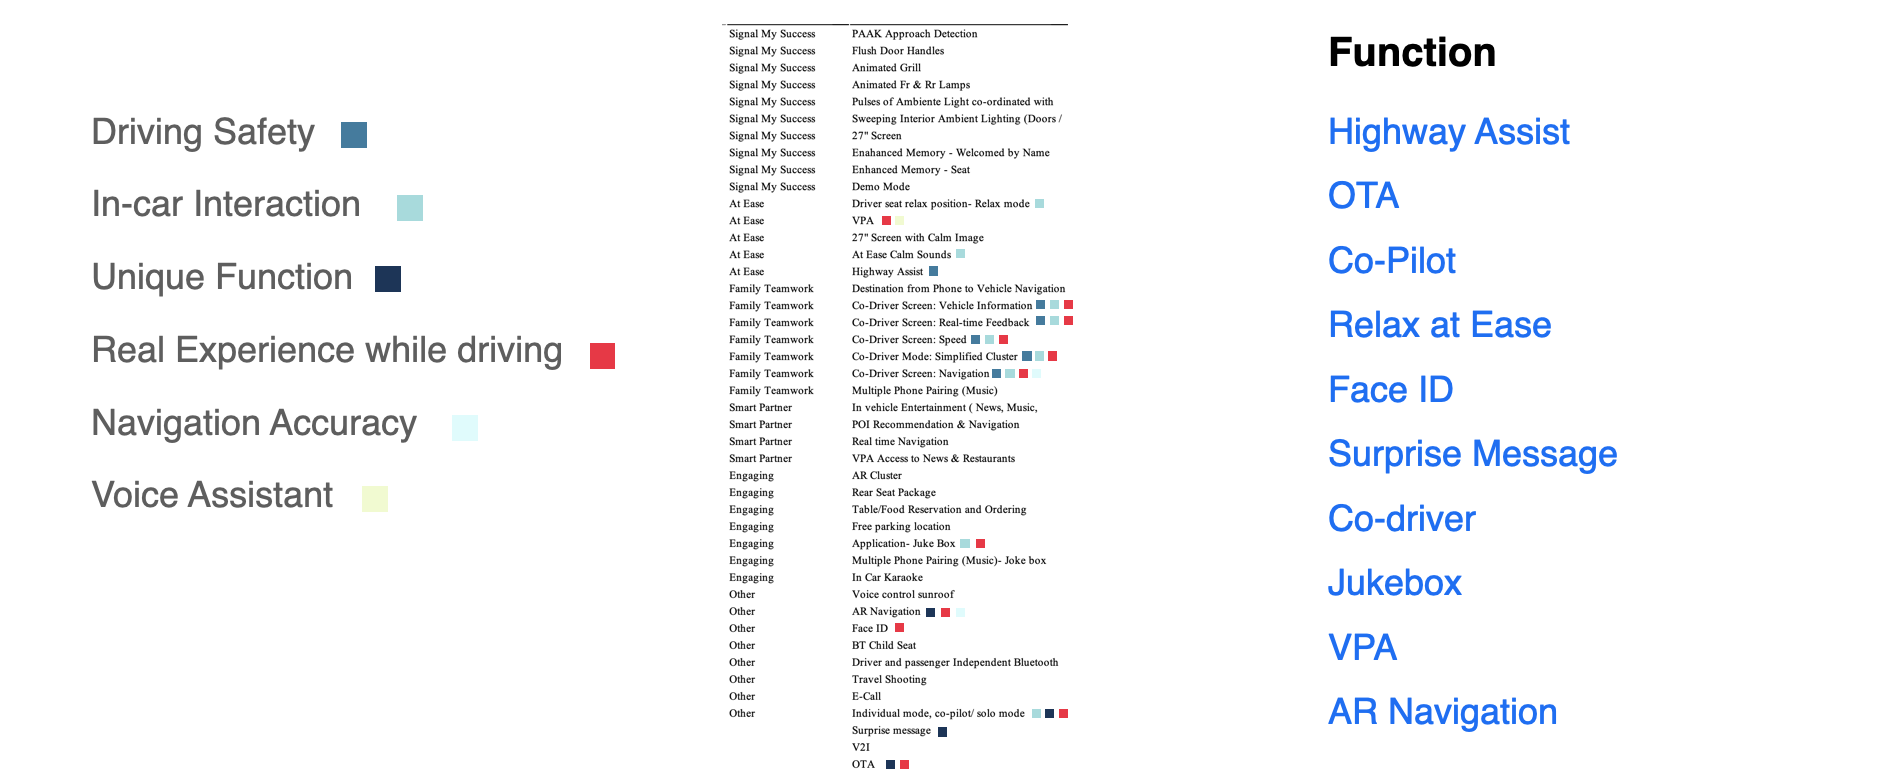 Driving Safety
In-car Interaction
Unique Function
Real Experience while driving
Navigation Accuracy
Voice Assistant
Signal My Success PAAK Approach Detection
Signal My Success Flush Door Handles
Signal My Success Animated Grill
Signal My Success Animated Fr & Rr Lamps
Signal My Success Pulses of Ambiente Light co-ordinated with
Signal My Success Sweeping Interior Ambient Lighting (Doors /
Signal My Success 27" Screen
Signal My Success Enahanced Memory - Welcomed by Name
Signal My Success Enhanced Memory - Seat
Signal My Success Demo Mode
At Ease Driver seat relax position- Relax mode
At Ease VPA
At Ease 27" Screen with Calm Image
At Ease At Ease Calm Sounds
At Ease Highway Assist
Family Teamwork Destination from Phone to Vehicle Navigation
Family Teamwork Co-Driver Screen: Vehicle Information
Family Teamwork Co-Driver Screen: Real-time Feedback
Family Teamwork Co-Driver Screen: Speed
Family Teamwork Co-Driver Mode: Simplified Cluster
Family Teamwork Co-Driver Screen: Navigation
Family Teamwork Multiple Phone Pairing (Music)
Smart Partner In vehicle Entertainment ( News, Music,
Smart Partner POI Recommendation & Navigation
Smart Partner Real time Navigation
Smart Partner VPA Access to News & Restaurants
Engaging AR Cluster
Engaging Rear Seat Package
Engaging Table/Food Reservation and Ordering
Engaging Free parking location
Engaging Application- Juke Box
Engaging Multiple Phone Pairing (Music)- Joke box
Engaging In Car Karaoke
Other Voice control sunroof
Other AR Navigation
Other Face ID
Other BT Child Seat
Other Driver and passenger Independent Bluetooth
Other Travel Shooting
Other E-Call
Other Individual mode, co-pilot/ solo mode
Surprise message
V2I
OTA
Function
Highway Assist
OTA
Co-Pilot
Relax at Ease
Face ID
Surprise Message
Co-driver
Jukebox
VPA
AR Navigation